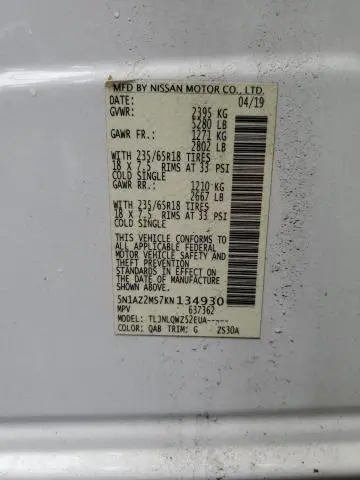 MFD BY NISSAN MOTOR CO., LTD.
DATE: 04/19
GVWR: 2395 KG
5280 LB
GAWR FR.: 1271 KG
2802 LB
WITH 235/65R18 TIRES
18 X 7.5 RIMS AT 33 PSI
COLD SINGLE
GAWR RR.: 1210 KG
2667 LB
WITH 235/65R18 TIRES
18 X 7.5 RIMS AT 33 PSI
COLD SINGLE
THIS VEHICLE CONFORMS TO
ALL APPLICABLE FEDERAL
MOTOR VEHICLE SAFETY
STANDARDS IN EFFECT ON
THE DATE OF MANUFACTURE
SHOWN ABOVE.
5N1AZ2MS7KN134930
MPV 637362
MODEL: TLJNLQWZ52EUA-----
COLOR: QAB TRIM: G ZS30A